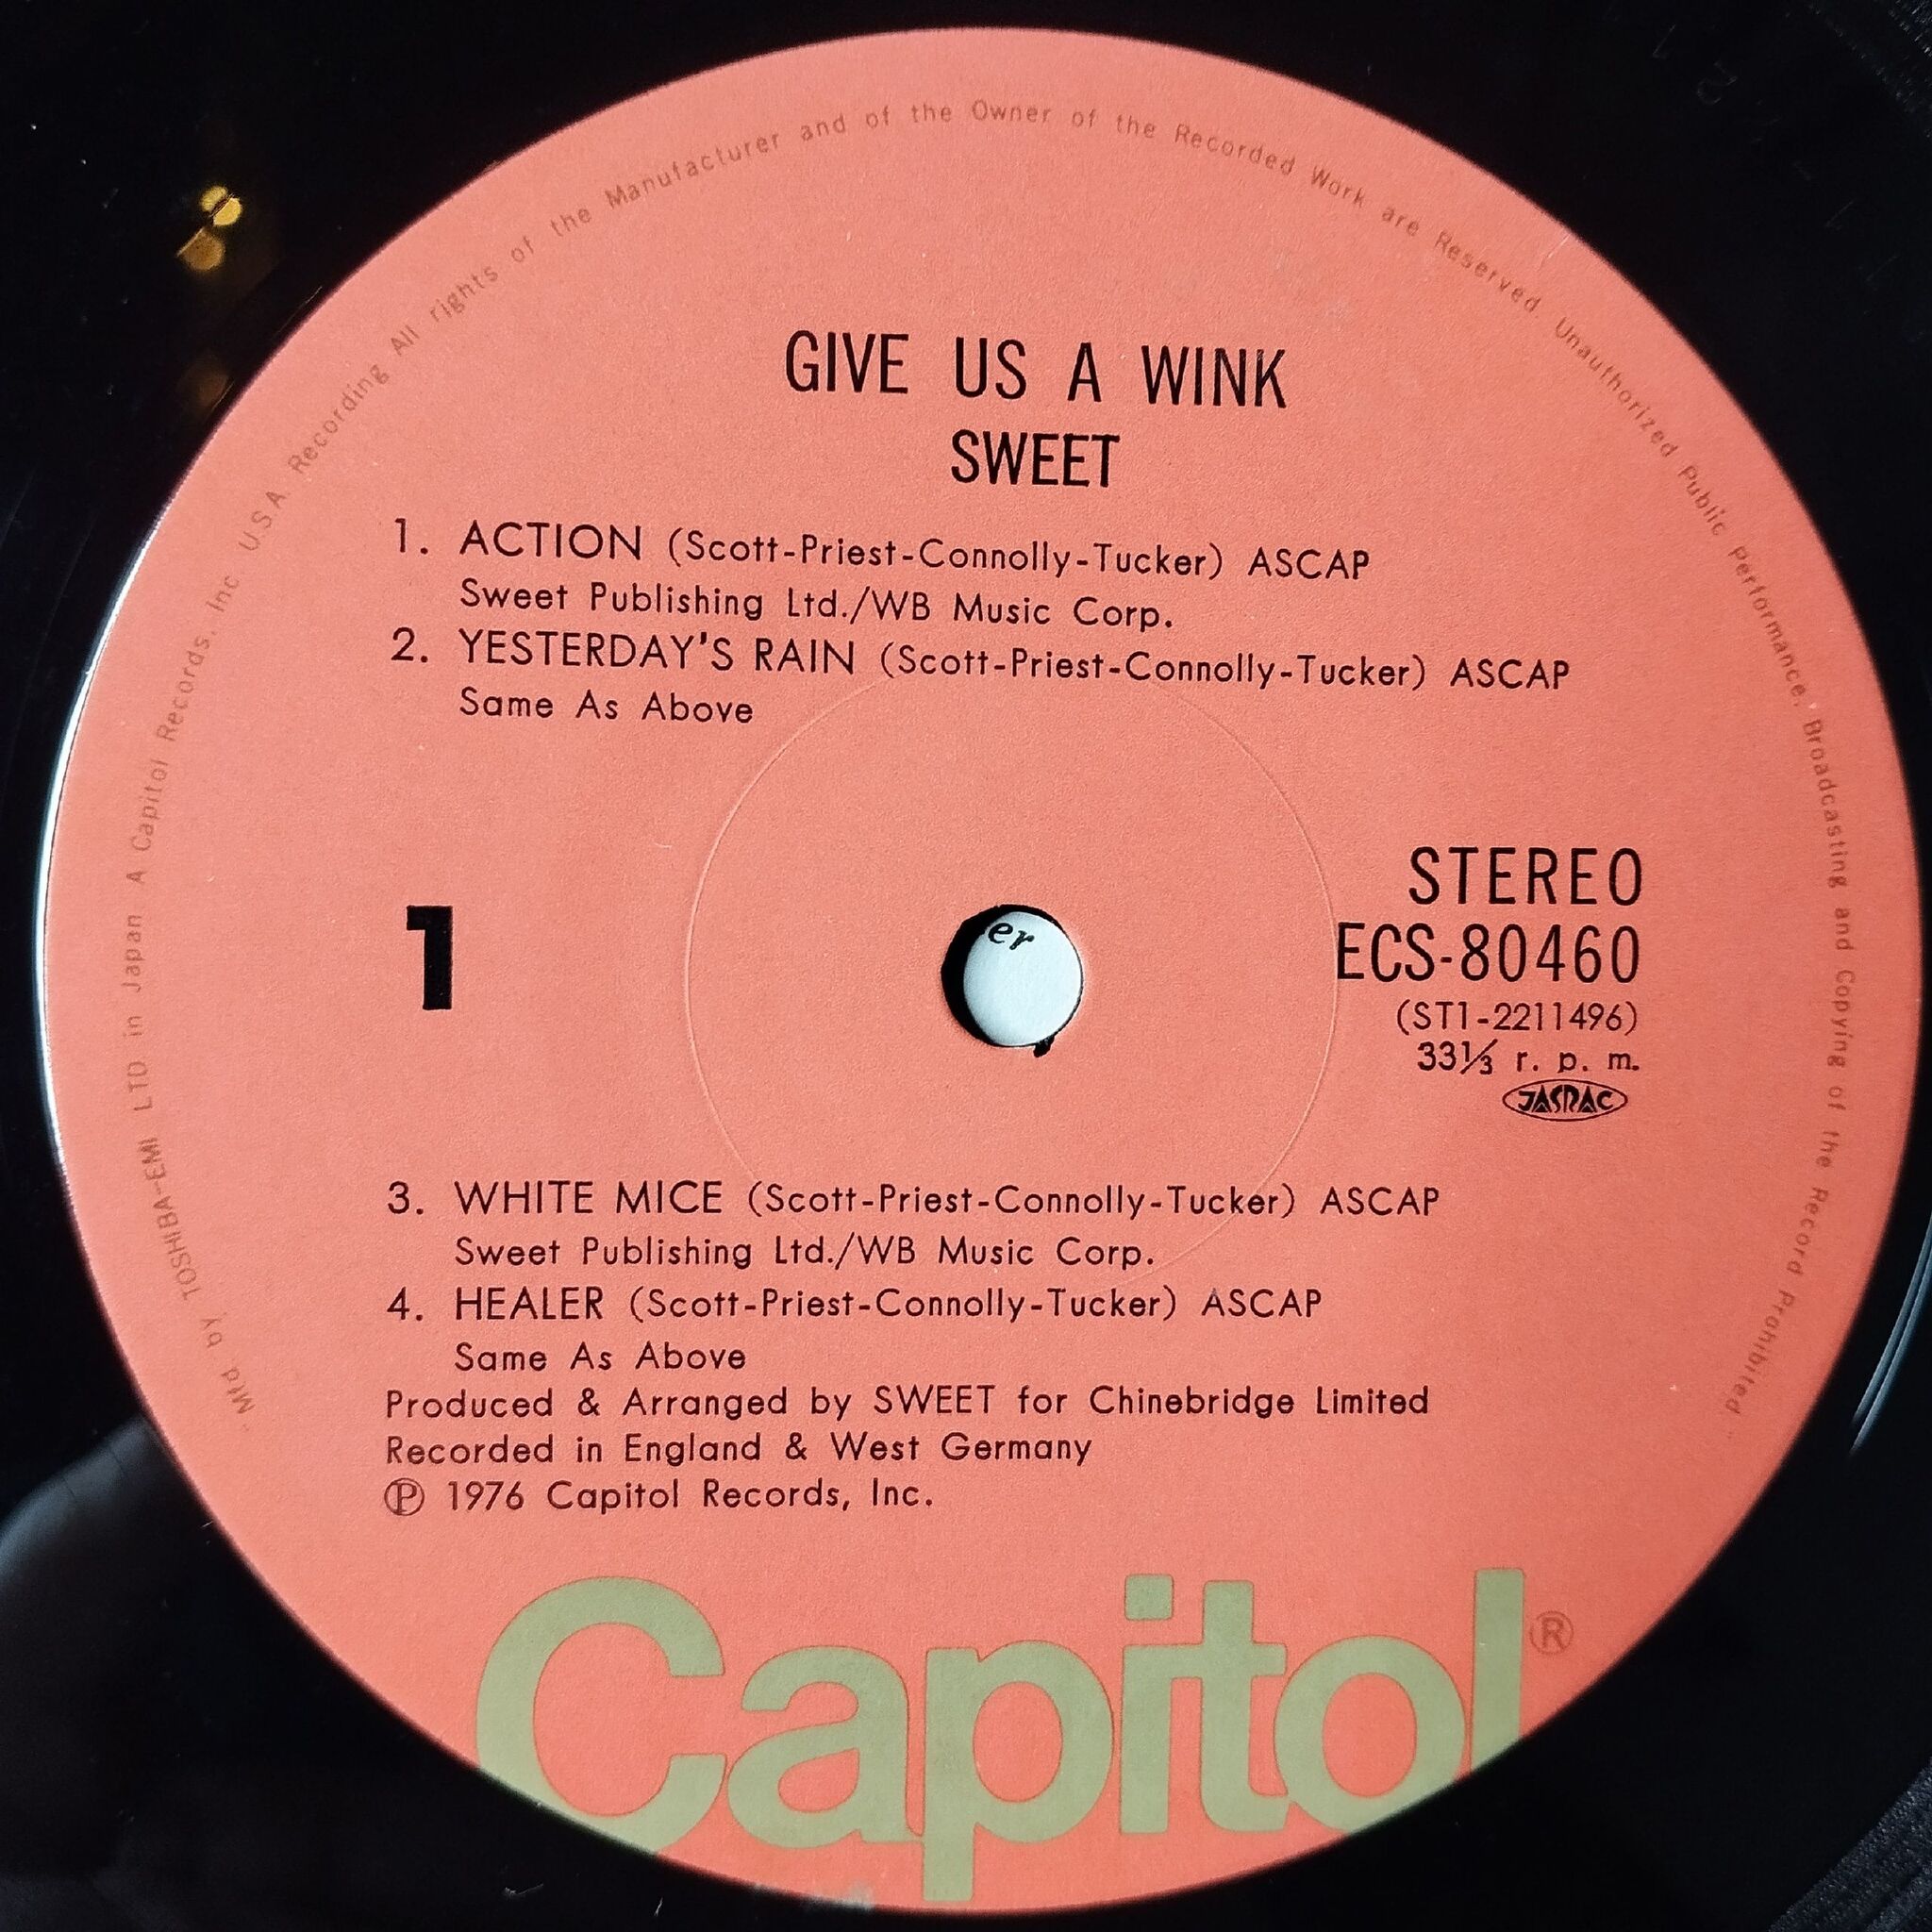 "Mfd by TOSHIBA-EMI LTD in Japan A Capitol Records, Inc U.S.A. Recording All rights of the Manufacturer and of the Owner of the Recorded Work are Reserved. Unauthorized Public Performance, Broadcasting and Copying of the Record Prohibited"
GIVE US A WINK
SWEET
1. ACTION (Scott-Priest-Connolly-Tucker) ASCAP
Sweet Publishing Ltd./WB Music Corp.
2. YESTERDAY'S RAIN (Scott-Priest-Connolly-Tucker) ASCAP
Same As Above
1
er
STEREO
ECS-80460
(ST1-2211496)
33⅓ r. p. m.
JASRAC
3. WHITE MICE (Scott-Priest-Connolly-Tucker) ASCAP
Sweet Publishing Ltd./WB Music Corp.
4. HEALER (Scott-Priest-Connolly-Tucker) ASCAP
Same As Above
Produced & Arranged by SWEET for Chinebridge Limited
Recorded in England & West Germany
℗ 1976 Capitol Records, Inc.
Capitol®